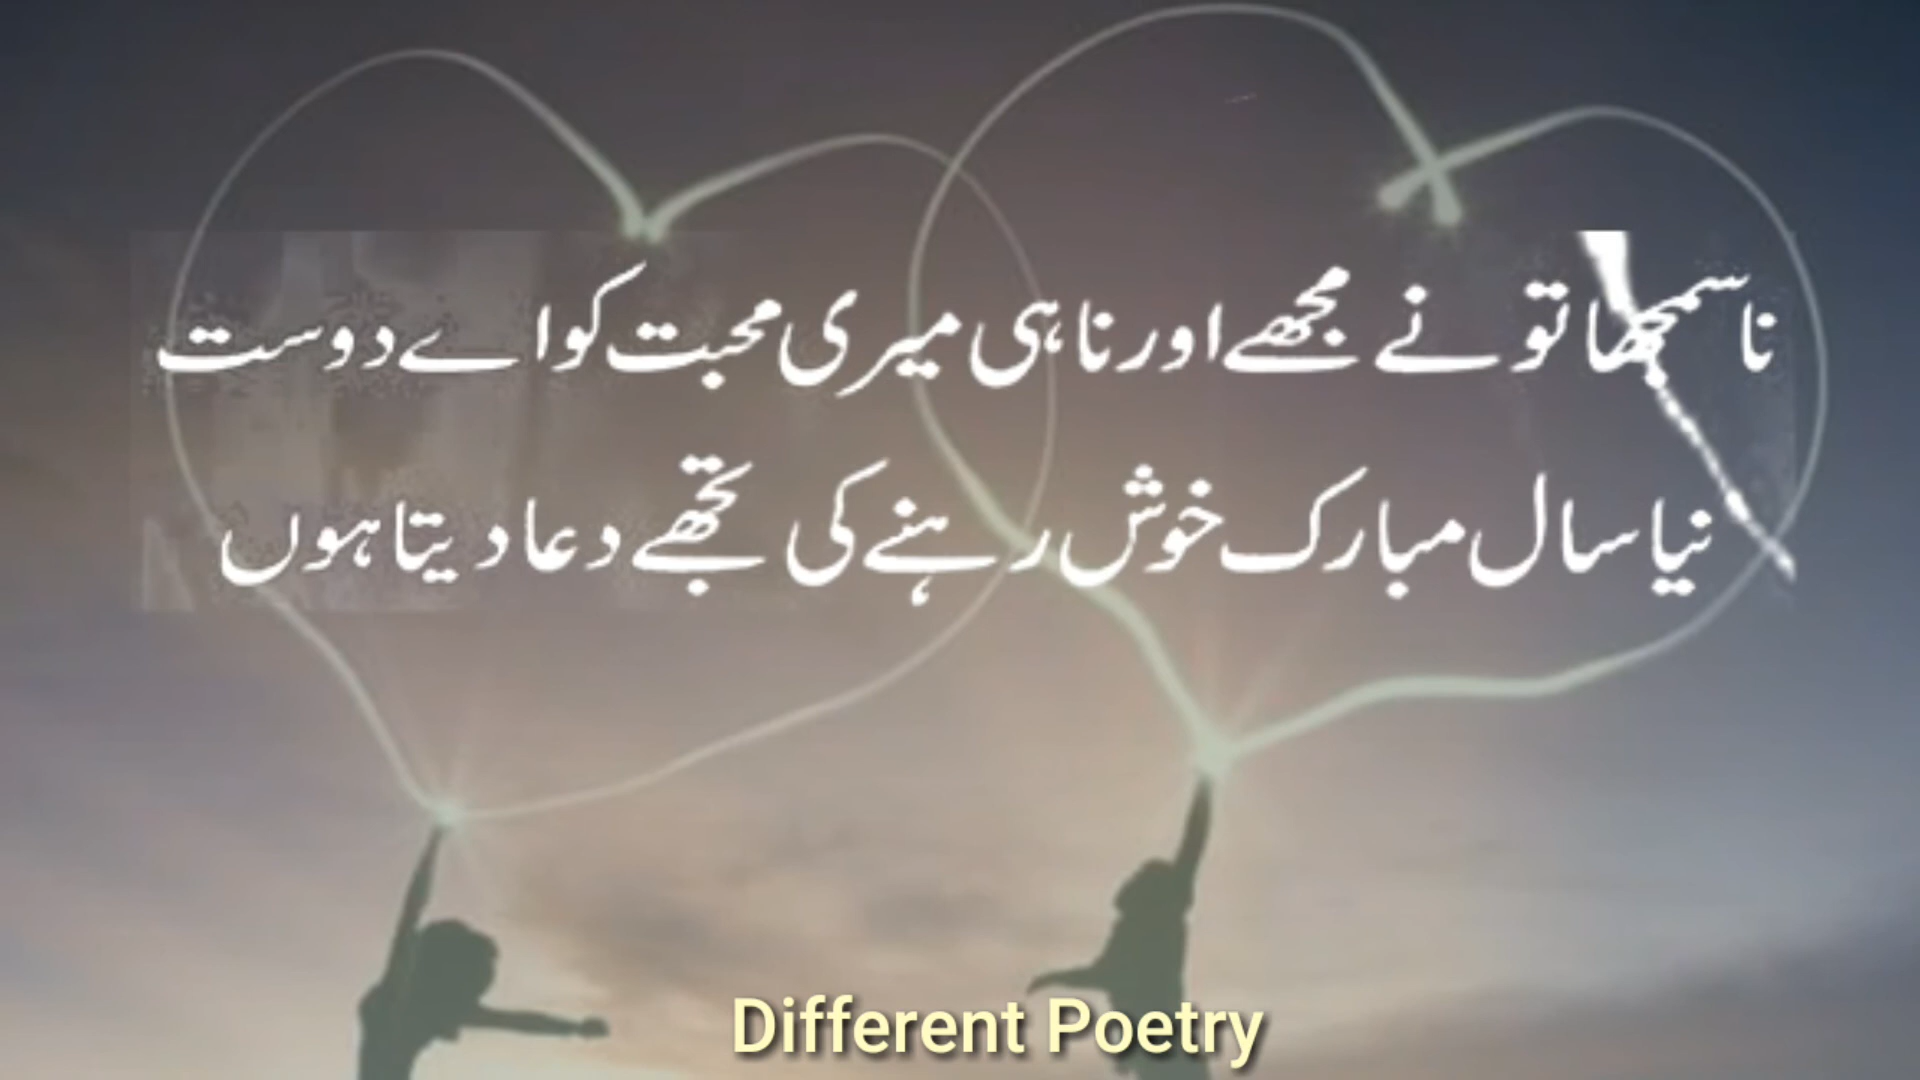 نا سمجھا تو نے مجھے اور نا ہی میری محبت کو اے دوست
نیا سال مبارک خوش رہنے کی تجھے دعا دیتا ہوں
Different Poetry